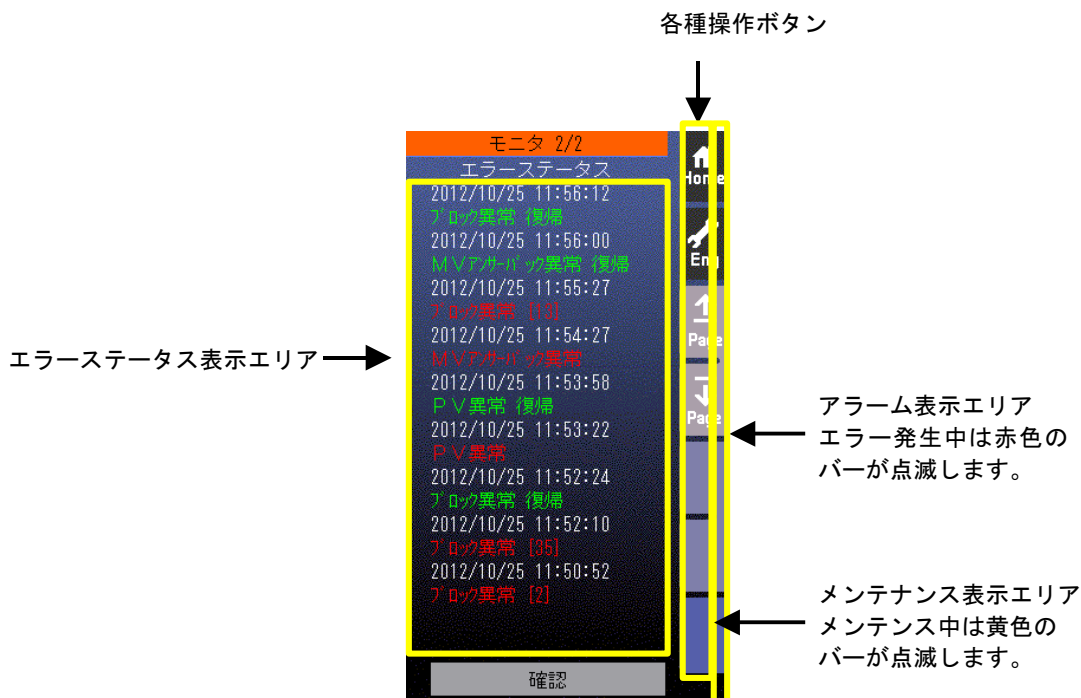 各種操作ボタン
モニタ 2/2
エラーステータス
2012/10/25 11:56:12
ブロック異常 復帰
2012/10/25 11:56:00
ＭＶアンサーバック異常 復帰
2012/10/25 11:55:27
ブロック異常 [13]
2012/10/25 11:54:27
ＭＶアンサーバック異常
2012/10/25 11:53:58
ＰＶ異常 復帰
2012/10/25 11:53:22
ＰＶ異常
2012/10/25 11:52:24
ブロック異常 復帰
2012/10/25 11:52:10
ブロック異常 [35]
2012/10/25 11:50:52
ブロック異常 [2]
確認
Home
Eng
Page
Page
エラーステータス表示エリア
アラーム表示エリア
エラー発生中は赤色の
バーが点滅します。
メンテナンス表示エリア
メンテンス中は黄色の
バーが点滅します。